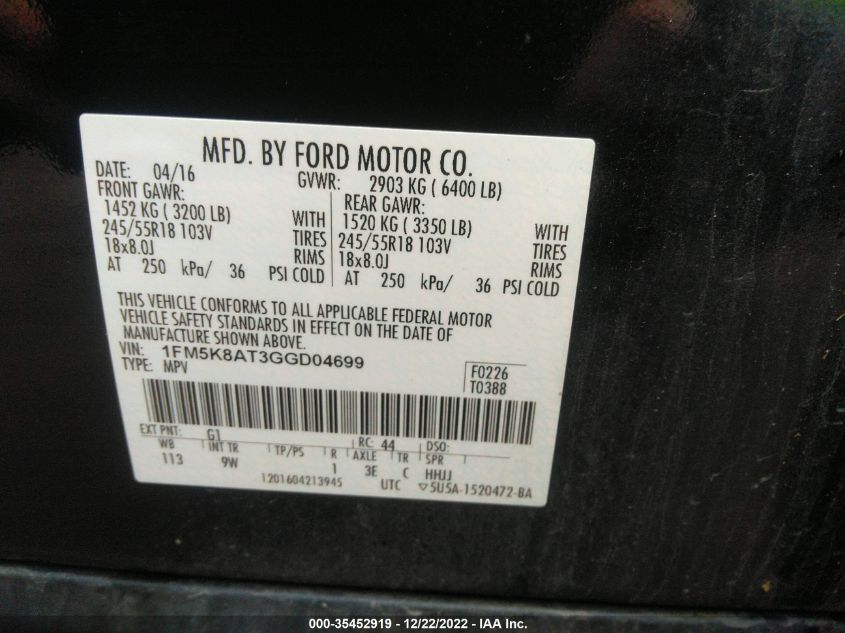 MFD. BY FORD MOTOR CO.
DATE: 04/16
GVWR: 2903 KG ( 6400 LB)
FRONT GAWR:
1452 KG ( 3200 LB) WITH
245/55R18 103V TIRES
18x8.0J RIMS
AT 250 kPa/ 36 PSI COLD
REAR GAWR:
1520 KG ( 3350 LB) WITH
245/55R18 103V TIRES
18x8.0J RIMS
AT 250 kPa/ 36 PSI COLD
THIS VEHICLE CONFORMS TO ALL APPLICABLE FEDERAL MOTOR
VEHICLE SAFETY STANDARDS IN EFFECT ON THE DATE OF
MANUFACTURE SHOWN ABOVE.
VIN: 1FM5K8AT3GGD04699
TYPE: MPV
F0226
T0388
EXT PNT: G1 RC: 44 DSO:
WB INT TR TP/PS R AXLE TR SPR
113 9W 1 3E C HHJJ
1201604213945 UTC ▽5U5A-1520472-BA
000-35452919 - 12/22/2022 - IAA Inc.